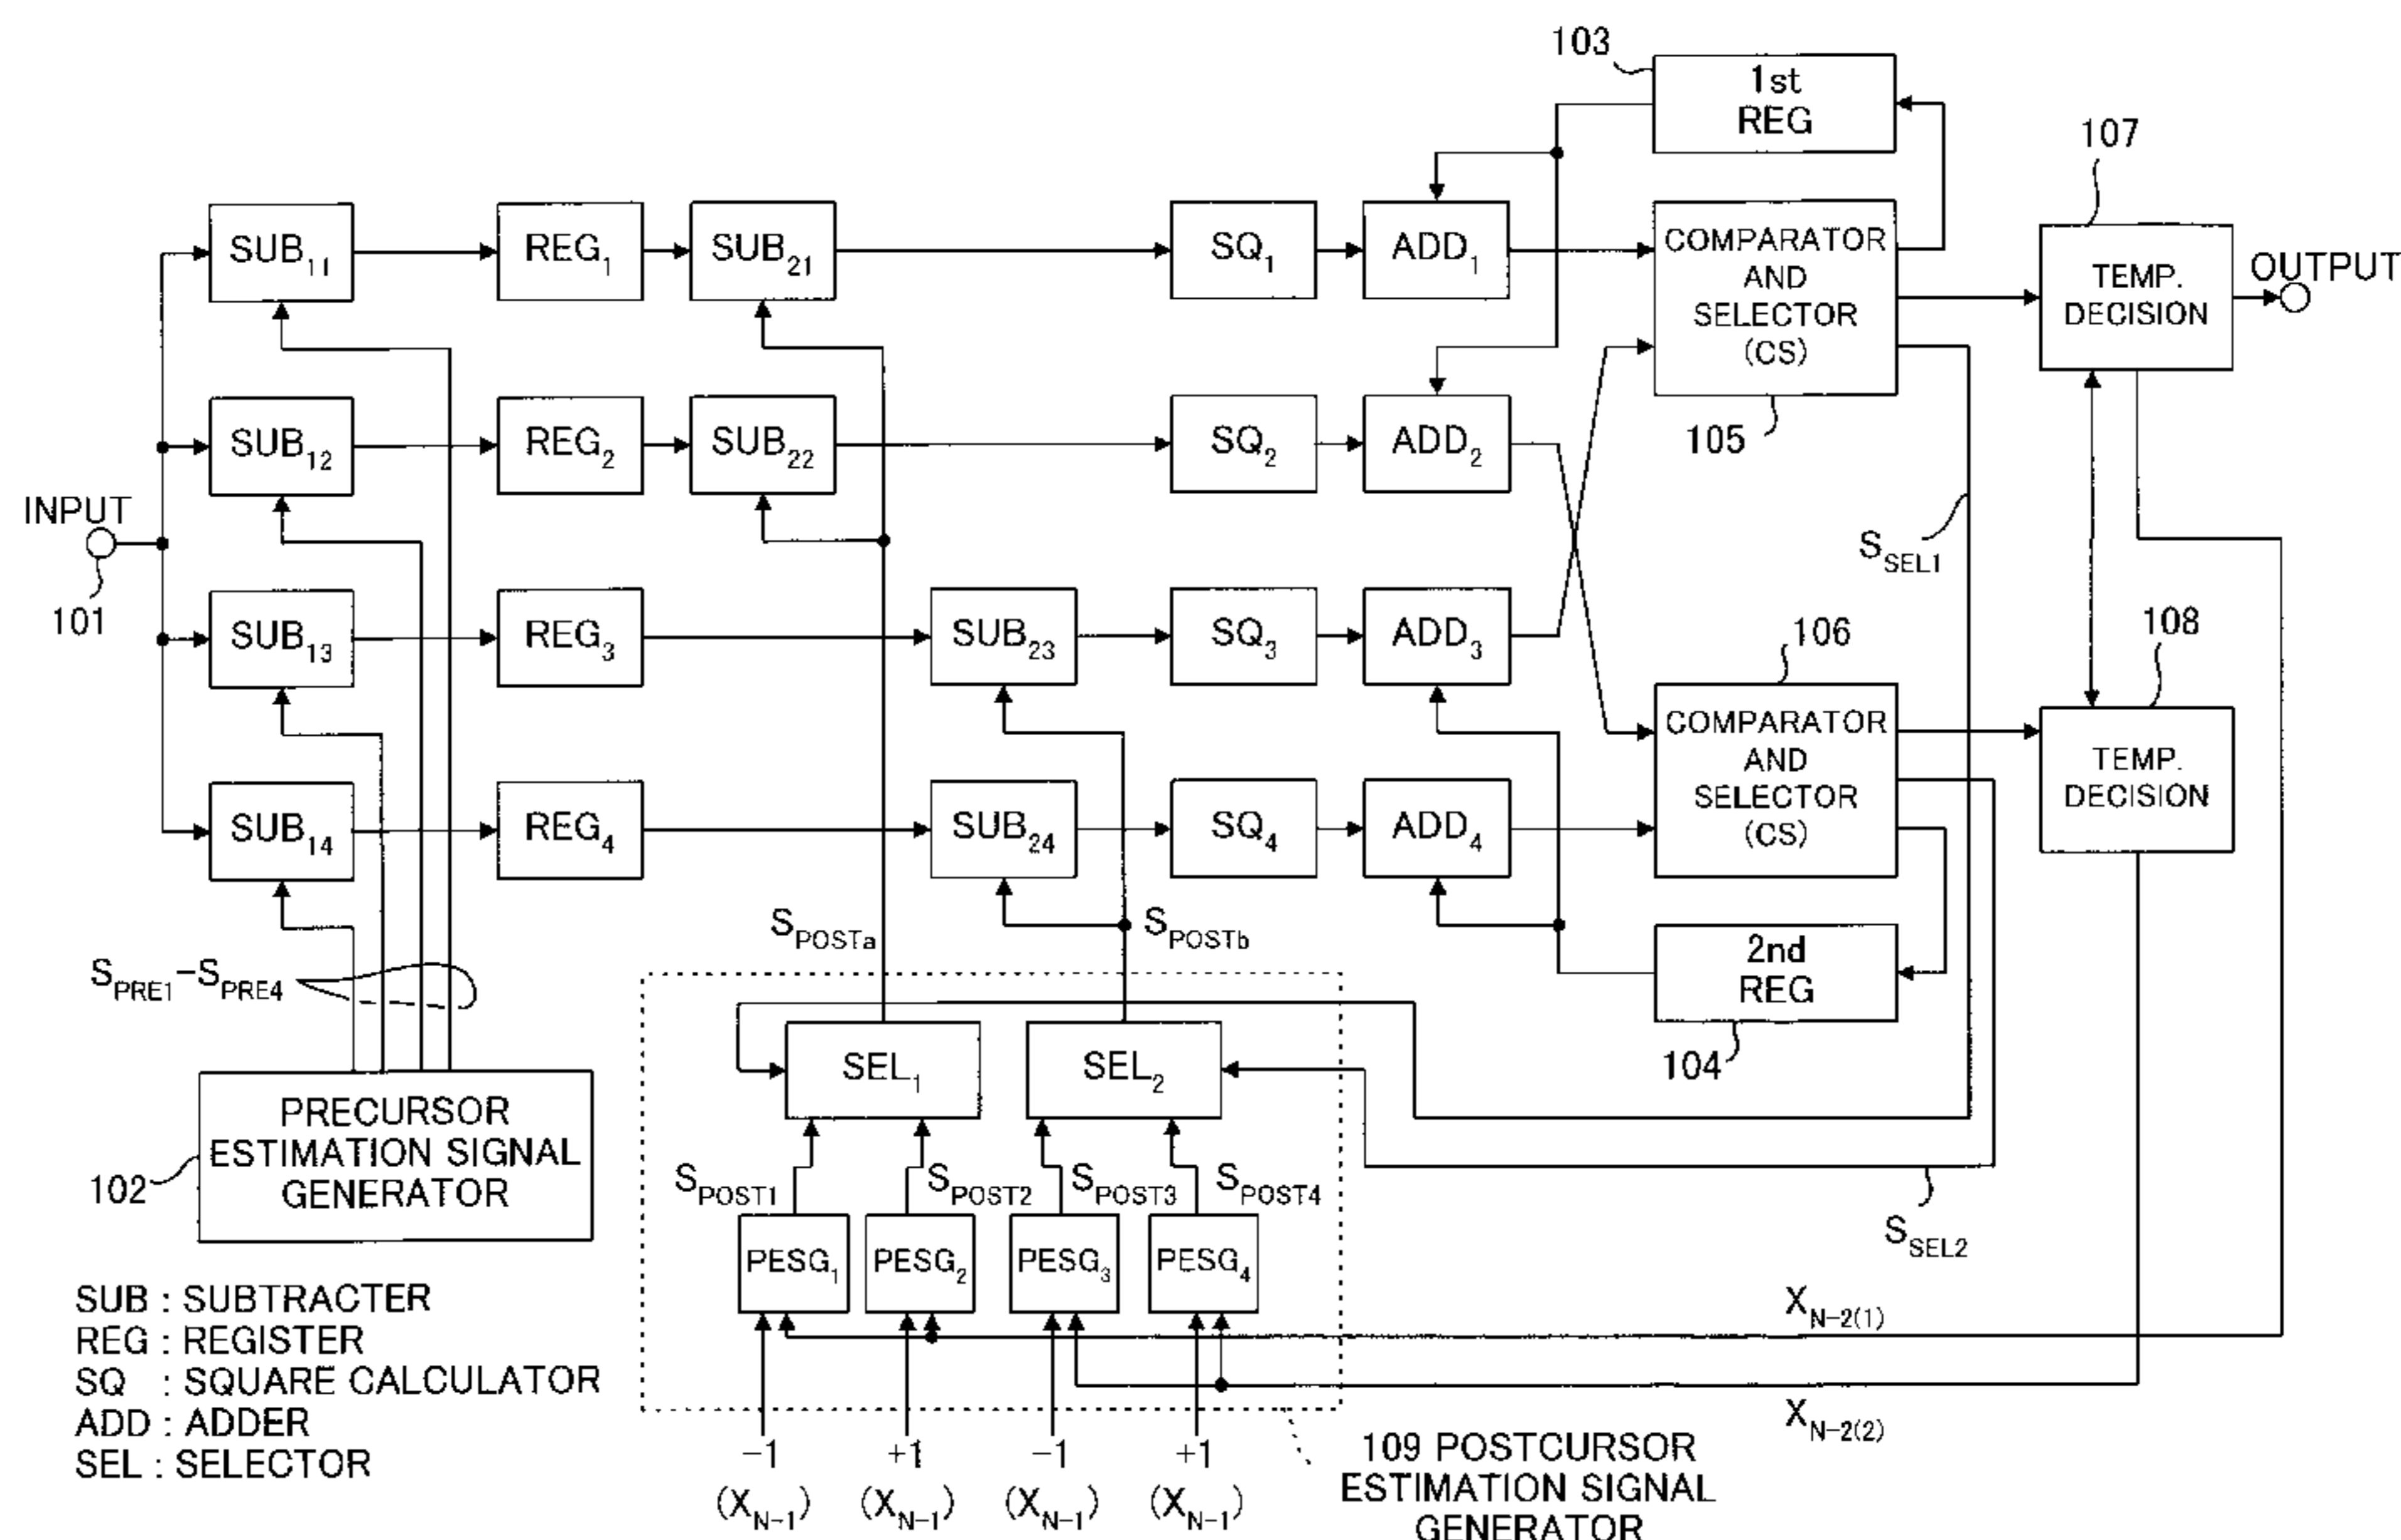 103
1st
REG
107
SUB11
REG1
SUB21
SQ1
ADD1
COMPARATOR
AND
SELECTOR
(CS)
105
TEMP.
DECISION
OUTPUT
SUB12
REG2
SUB22
SQ2
ADD2
INPUT
101
SSEL1
SUB13
REG3
SUB23
SQ3
ADD3
106
108
COMPARATOR
AND
SELECTOR
(CS)
TEMP.
DECISION
SUB14
REG4
SUB24
SQ4
ADD4
SPRE1-SPRE4
SPOSTa
SPOSTb
2nd
REG
104
SEL1
SEL2
PRECURSOR
ESTIMATION SIGNAL
GENERATOR
102
SPOST1
SPOST2
SPOST3
SPOST4
SSEL2
PESG1
PESG2
PESG3
PESG4
SUB : SUBTRACTER
REG : REGISTER
SQ : SQUARE CALCULATOR
ADD : ADDER
SEL : SELECTOR
XN-2(1)
XN-2(2)
-1
(XN-1)
+1
(XN-1)
-1
(XN-1)
+1
(XN-1)
109 POSTCURSOR
ESTIMATION SIGNAL
GENERATOR